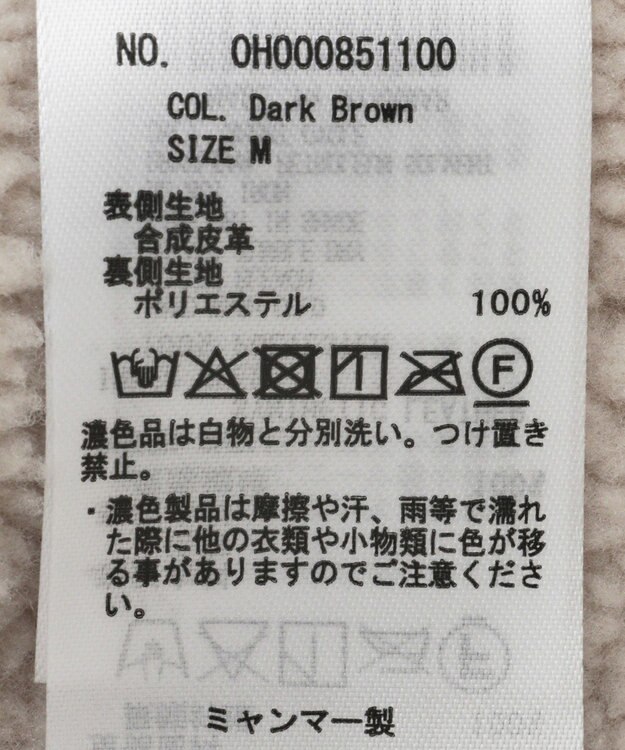 NO. 0H000851100
COL. Dark Brown
SIZE M
表側生地
合成皮革
裏側生地
ポリエステル 100%
F
濃色品は白物と分別洗い。つけ置き
禁止。
・濃色製品は摩擦や汗、雨等で濡れ
た際に他の衣類や小物類に色が移
る事がありますのでご注意くださ
い。
ミャンマー製